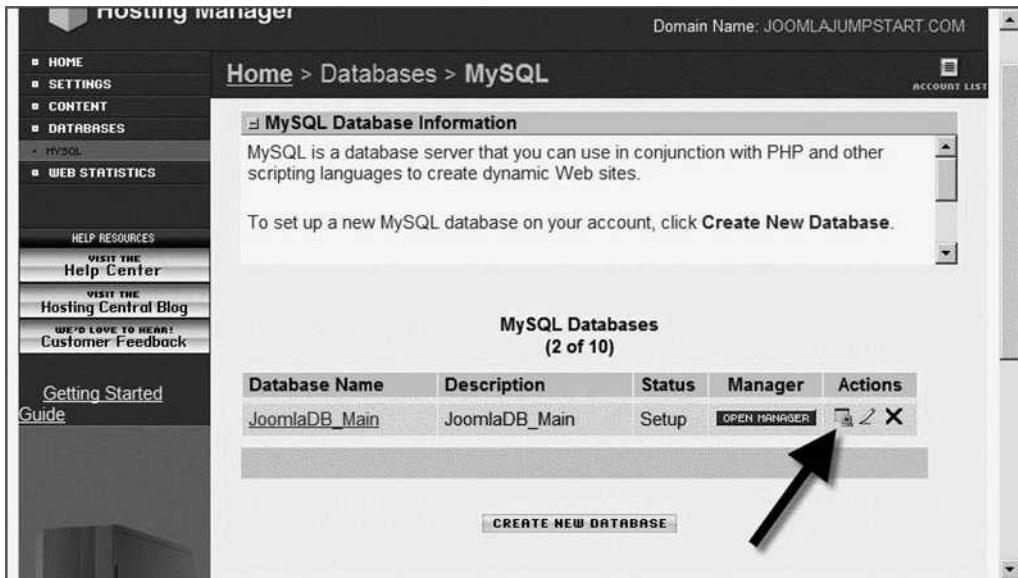 Hosting Manager
Domain Name: JOOMLAJUMPSTART.COM
HOME
SETTINGS
CONTENT
DATABASES
MYSQL
WEB STATISTICS
Home > Databases > MySQL
ACCOUNT LIST
MySQL Database Information
MySQL is a database server that you can use in conjunction with PHP and other
scripting languages to create dynamic Web sites.
To set up a new MySQL database on your account, click Create New Database.
HELP RESOURCES
VISIT THE
Help Center
VISIT THE
Hosting Central Blog
WE'D LOVE TO HEAR!
Customer Feedback
Getting Started
Guide
MySQL Databases
(2 of 10)
Database Name Description Status Manager Actions
JoomlaDB_Main JoomlaDB_Main Setup OPEN MANAGER
CREATE NEW DATABASE